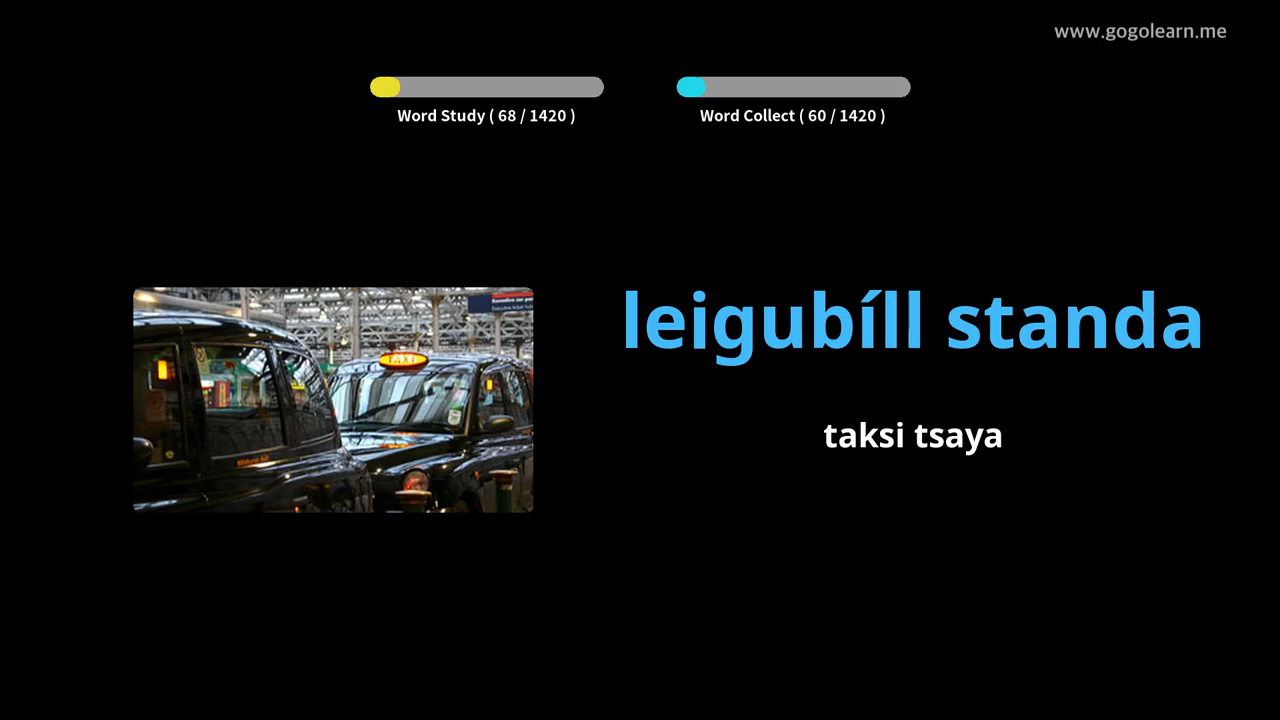 www.gogolearn.me
Word Study ( 68 / 1420 )
Word Collect ( 60 / 1420 )
leigubíll standa
taksi tsaya
TAXI